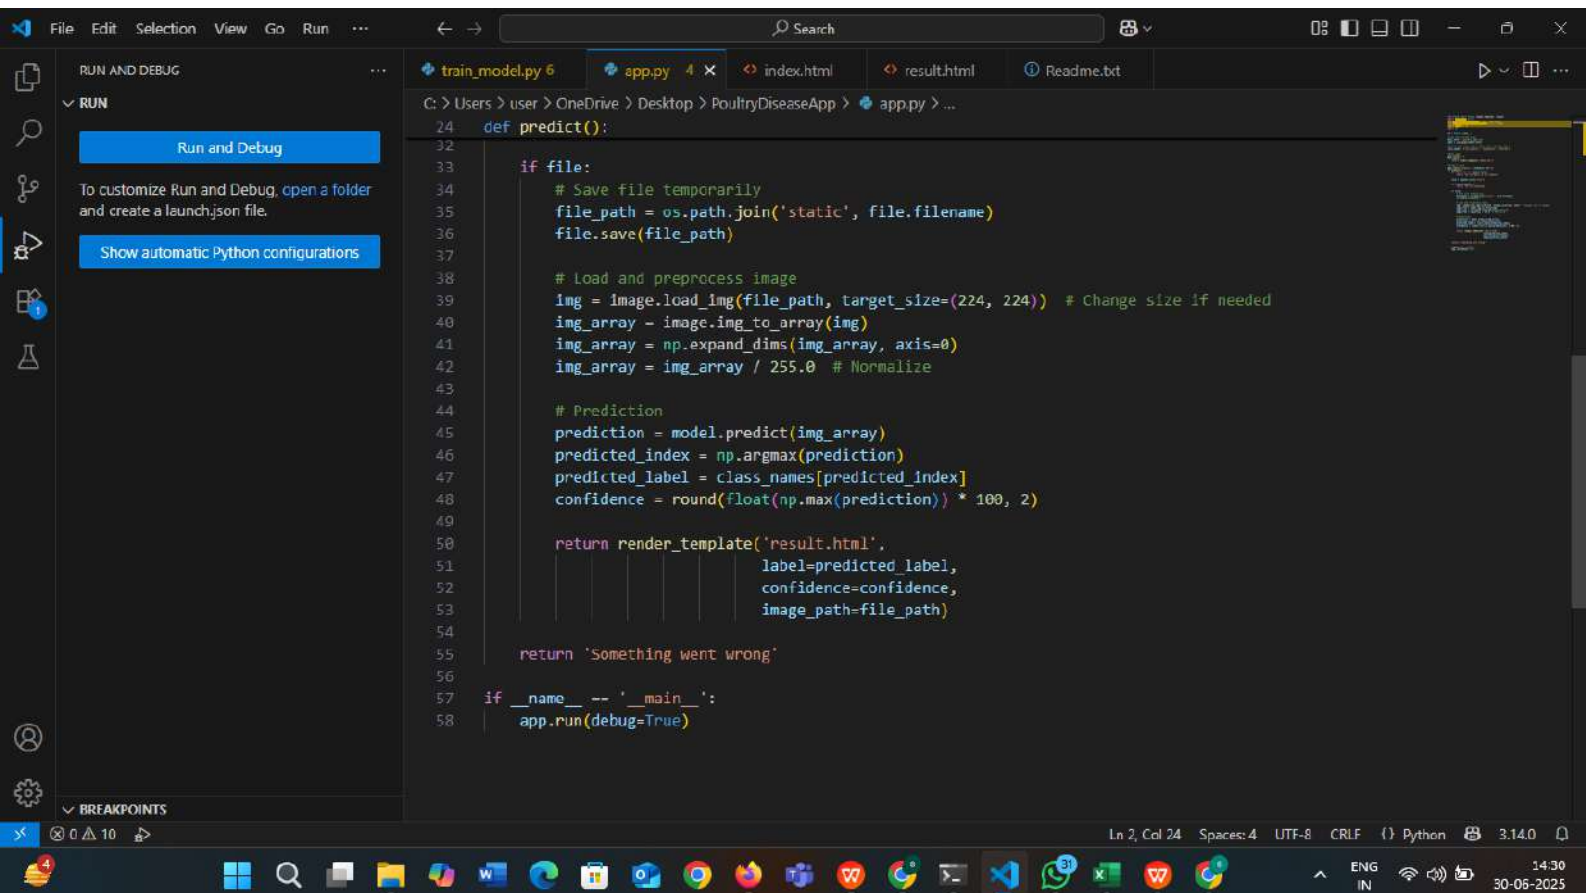 File Edit Selection View Go Run ···
Search
RUN AND DEBUG ···
RUN
Run and Debug
To customize Run and Debug, open a folder
and create a launch.json file.
Show automatic Python configurations
BREAKPOINTS
train_model.py 6 app.py 4 index.html result.html Readme.txt
C: > Users > user > OneDrive > Desktop > PoultryDiseaseApp > app.py > ...
24 def predict():
32
33 if file:
34 # Save file temporarily
35 file_path = os.path.join('static', file.filename)
36 file.save(file_path)
37
38 # Load and preprocess image
39 img = image.load_img(file_path, target_size=(224, 224)) # Change size if needed
40 img_array = image.img_to_array(img)
41 img_array = np.expand_dims(img_array, axis=0)
42 img_array = img_array / 255.0 # Normalize
43
44 # Prediction
45 prediction = model.predict(img_array)
46 predicted_index = np.argmax(prediction)
47 predicted_label = class_names[predicted_index]
48 confidence = round(float(np.max(prediction)) * 100, 2)
49
50 return render_template('result.html',
51 label=predicted_label,
52 confidence=confidence,
53 image_path=file_path)
54
55 return 'Something went wrong'
56
57 if __name__ == '__main__':
58 app.run(debug=True)
0 10 Ln 2, Col 24 Spaces: 4 UTF-8 CRLF {} Python 3.14.0
4 31 ENG 14:30
IN 30-06-2025